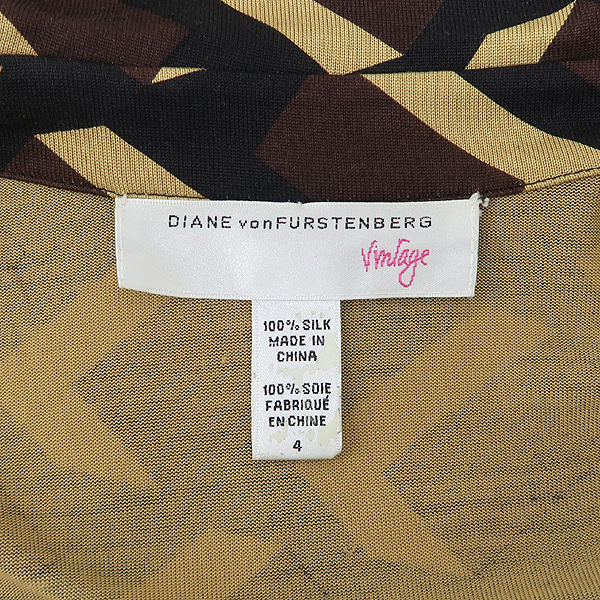 DIANE vonFURSTENBERG
Vintage
100% SILK
MADE IN
CHINA
100% SOIE
FABRIQUÉ
EN CHINE
4